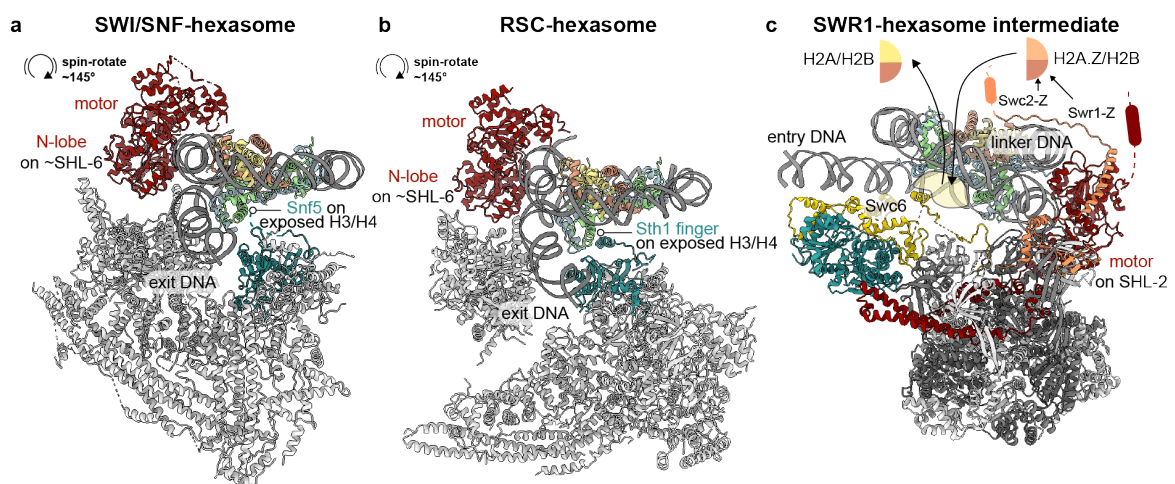 a SWI/SNF-hexasome
spin-rotate
~145°
motor
N-lobe
on ~SHL-6
Snf5 on
exposed H3/H4
exit DNA
b RSC-hexasome
spin-rotate
~145°
motor
N-lobe
on ~SHL-6
Sth1 finger
on exposed H3/H4
exit DNA
c SWR1-hexasome intermediate
H2A/H2B
H2A.Z/H2B
Swc2-Z
Swr1-Z
entry DNA
linker DNA
Swc6
motor
on SHL-2